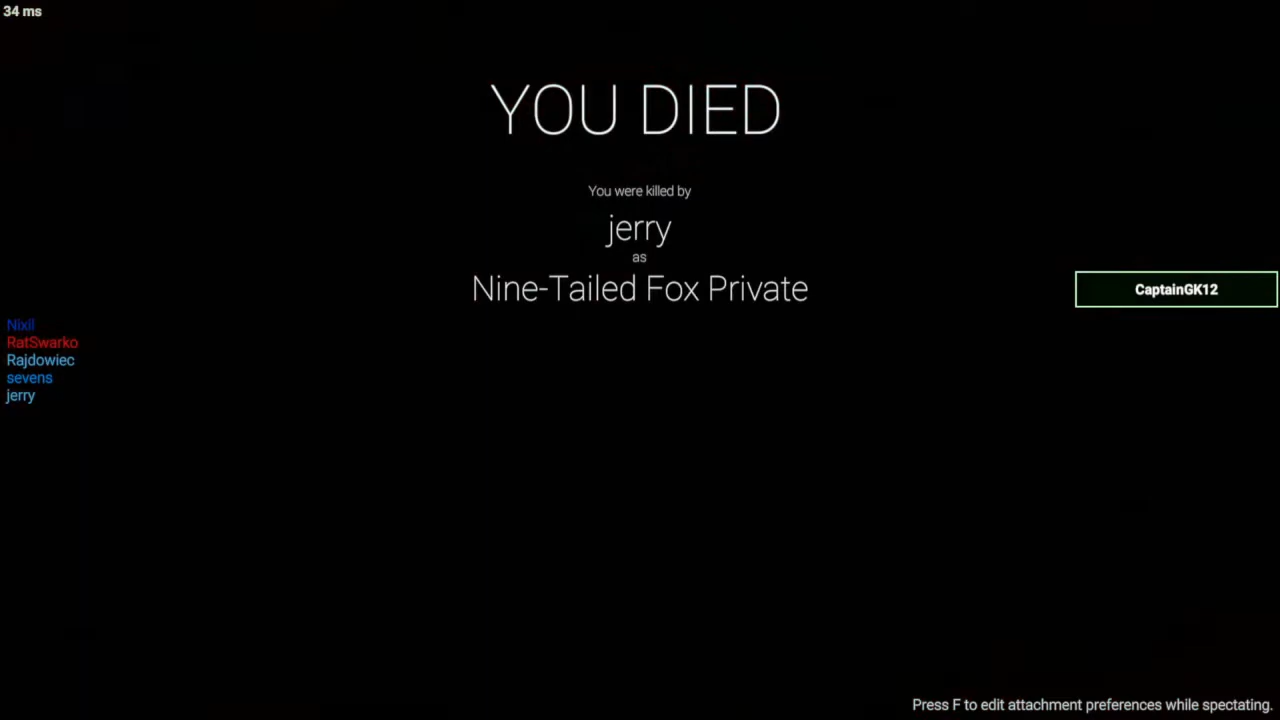 34 ms
YOU DIED
You were killed by
jerry
as
Nine-Tailed Fox Private
CaptainGK12
Nixil
RatSwarko
Rajdowiec
sevens
jerry
Press F to edit attachment preferences while spectating.